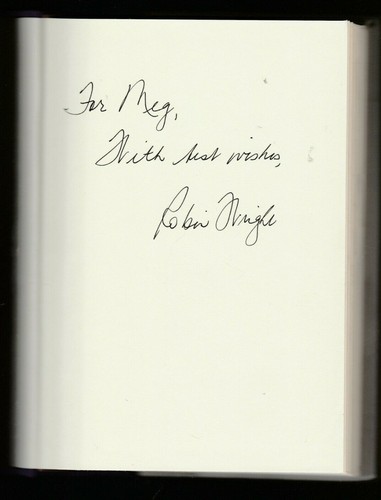 For Meg,
With best wishes,
Robin Wright